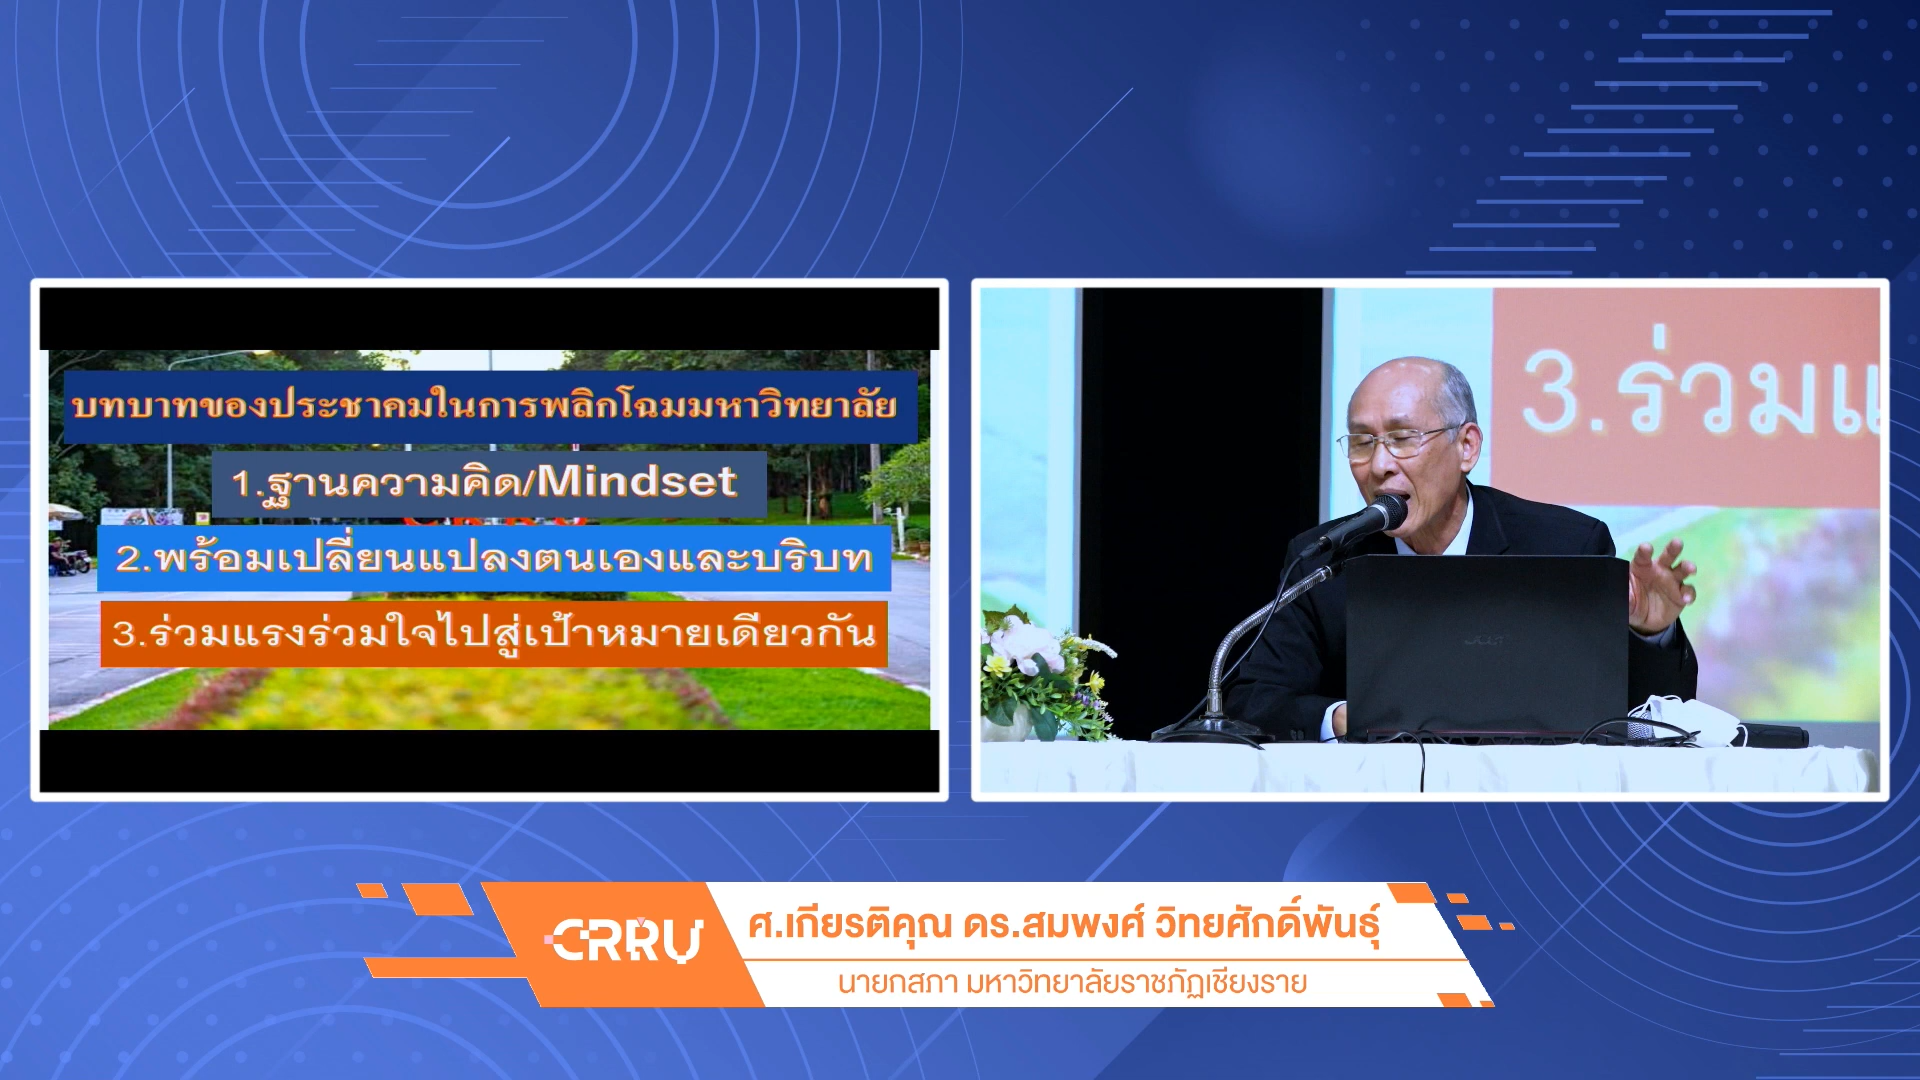 บทบาทของประชาคมในการพลิกโฉมมหาวิทยาลัย
1.ฐานความคิด/Mindset
2.พร้อมเปลี่ยนแปลงตนเองและบริบท
3.ร่วมแรงร่วมใจไปสู่เป้าหมายเดียวกัน
3.ร่วมแ
acer
CRRU
ศ.เกียรติคุณ ดร.สมพงศ์ วิทยศักดิ์พันธุ์
นายกสภา มหาวิทยาลัยราชภัฏเชียงราย